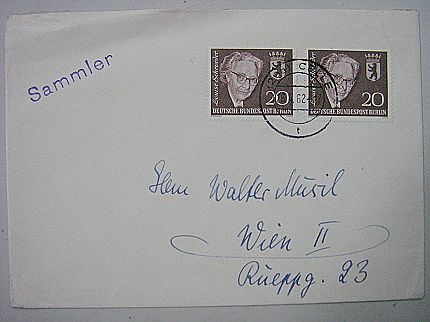 Sammler
Louise Schroeder
20
DEUTSCHE BUNDESPOST BERLIN
Louise Schroeder
20
DEUTSCHE BUNDESPOST BERLIN
62
t
Herrn Walter Musil
Wien II
Rueppg. 23